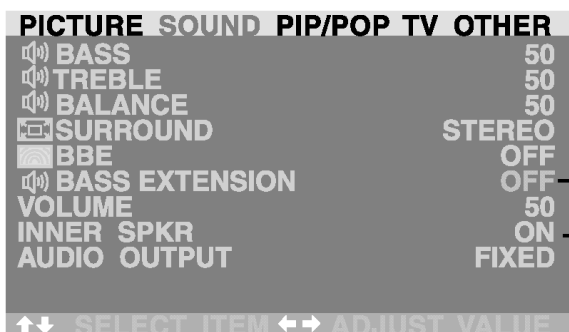 PICTURE SOUND PIP/POP TV OTHER
BASS 50
TREBLE 50
BALANCE 50
SURROUND STEREO
BBE OFF
BASS EXTENSION OFF
VOLUME 50
INNER SPKR ON
AUDIO OUTPUT FIXED
SELECT ITEM ADJUST VALUE